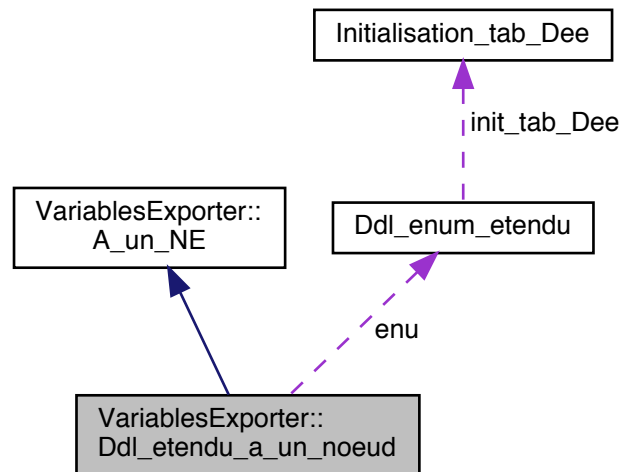 Initialisation_tab_Dee
init_tab_Dee
VariablesExporter::
A_un_NE
Ddl_enum_etendu
enu
VariablesExporter::
Ddl_etendu_a_un_noeud